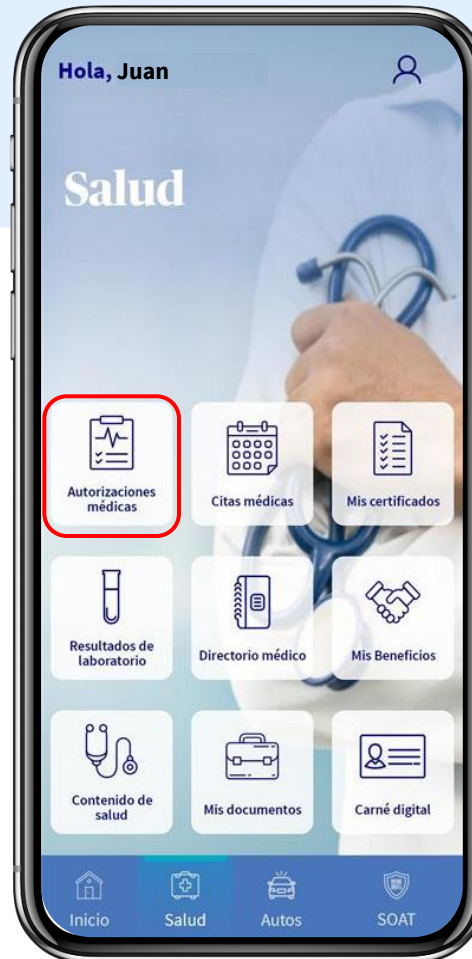 Hola, Juan
Salud
Autorizaciones
médicas
Citas médicas
Mis certificados
Resultados de
laboratorio
Directorio médico
Mis Beneficios
Contenido de
salud
Mis documentos
Carné digital
Inicio
Salud
Autos
SOAT